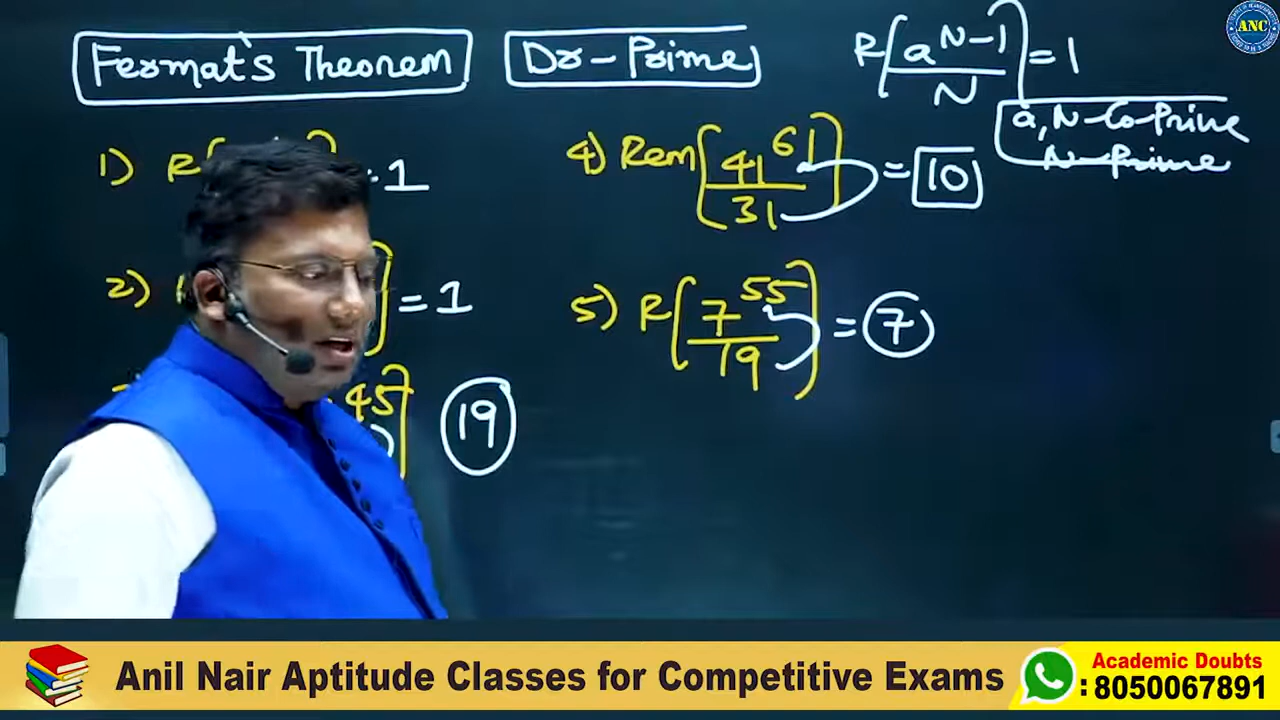 Fermat's Theorem
Dr - Prime
R[a^(N-1)/N] = 1
a, N - Co-Prime
N - Prime
1) R[ = 1
2) = 1
45] 19
4) Rem[41^61/31] = 10
5) R[7^55/19] = 7
ANC
Anil Nair Aptitude Classes for Competitive Exams
Academic Doubts
: 8050067891